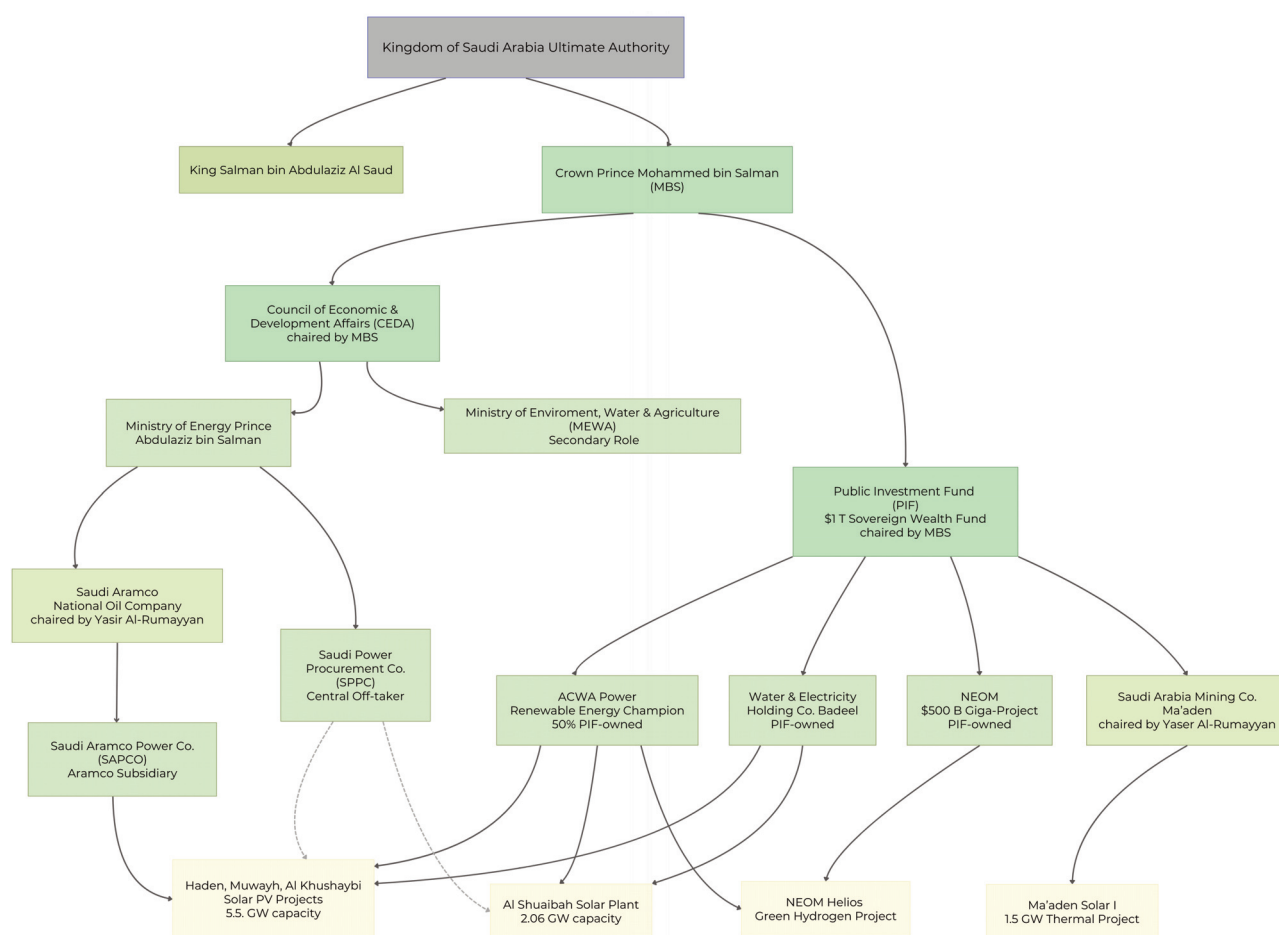 Kingdom of Saudi Arabia Ultimate Authority
King Salman bin Abdulaziz Al Saud
Crown Prince Mohammed bin Salman
(MBS)
Council of Economic &
Development Affairs (CEDA)
chaired by MBS
Ministry of Energy Prince
Abdulaziz bin Salman
Ministry of Enviroment, Water & Agriculture
(MEWA)
Secondary Role
Public Investment Fund
(PIF)
$1 T Sovereign Wealth Fund
chaired by MBS
Saudi Aramco
National Oil Company
chaired by Yasir Al-Rumayyan
Saudi Power
Procurement Co.
(SPPC)
Central Off-taker
ACWA Power
Renewable Energy Champion
50% PIF-owned
Water & Electricity
Holding Co. Badeel
PIF-owned
NEOM
$500 B Giga-Project
PIF-owned
Saudi Arabia Mining Co.
Ma'aden
chaired by Yaser Al-Rumayyan
Saudi Aramco Power Co.
(SAPCO)
Aramco Subsidiary
Haden, Muwayh, Al Khushaybi
Solar PV Projects
5.5. GW capacity
Al Shuaibah Solar Plant
2.06 GW capacity
NEOM Helios
Green Hydrogen Project
Ma'aden Solar I
1.5 GW Thermal Project